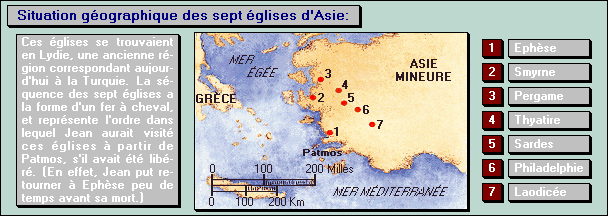 Situation géographique des sept églises d'Asie:
Ces églises se trouvaient
en Lydie, une ancienne ré-
gion correspondant aujour-
d'hui à la Turquie. La sé-
quence des sept églises a
la forme d'un fer à cheval,
et représente l'ordre dans
lequel Jean aurait visité
ces églises à partir de
Patmos, s'il avait été libé-
ré. (En effet, Jean put re-
tourner à Ephèse peu de
temps avant sa mort.)
MER
ÉGÉE
GRÈCE
ASIE
MINEURE
3
4
2
5
6
7
1
Patmos
0 100 200 Milles
0 100 200 Km
MER MÉDITERRANÉE
1 Ephèse
2 Smyrne
3 Pergame
4 Thyatire
5 Sardes
6 Philadelphie
7 Laodicée